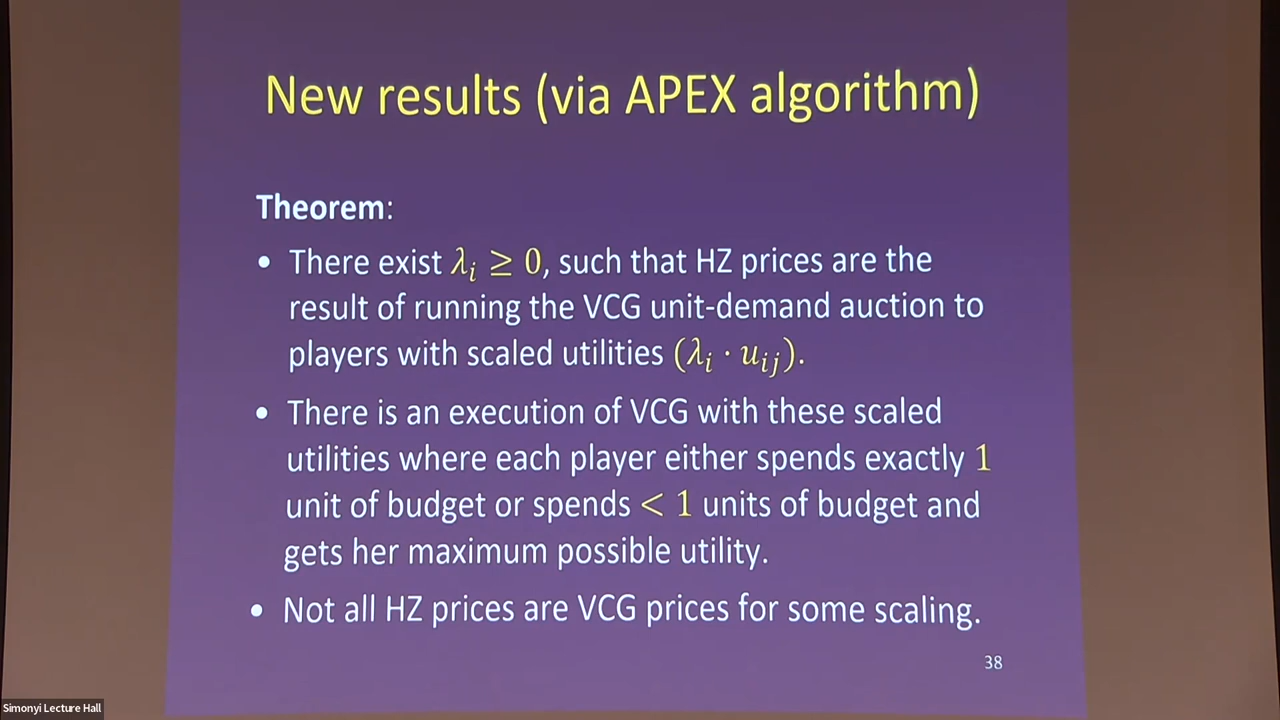 New results (via APEX algorithm)
Theorem:
• There exist λᵢ ≥ 0, such that HZ prices are the
result of running the VCG unit-demand auction to
players with scaled utilities (λᵢ · uᵢⱼ).
• There is an execution of VCG with these scaled
utilities where each player either spends exactly 1
unit of budget or spends < 1 units of budget and
gets her maximum possible utility.
• Not all HZ prices are VCG prices for some scaling.
38
Simonyi Lecture Hall